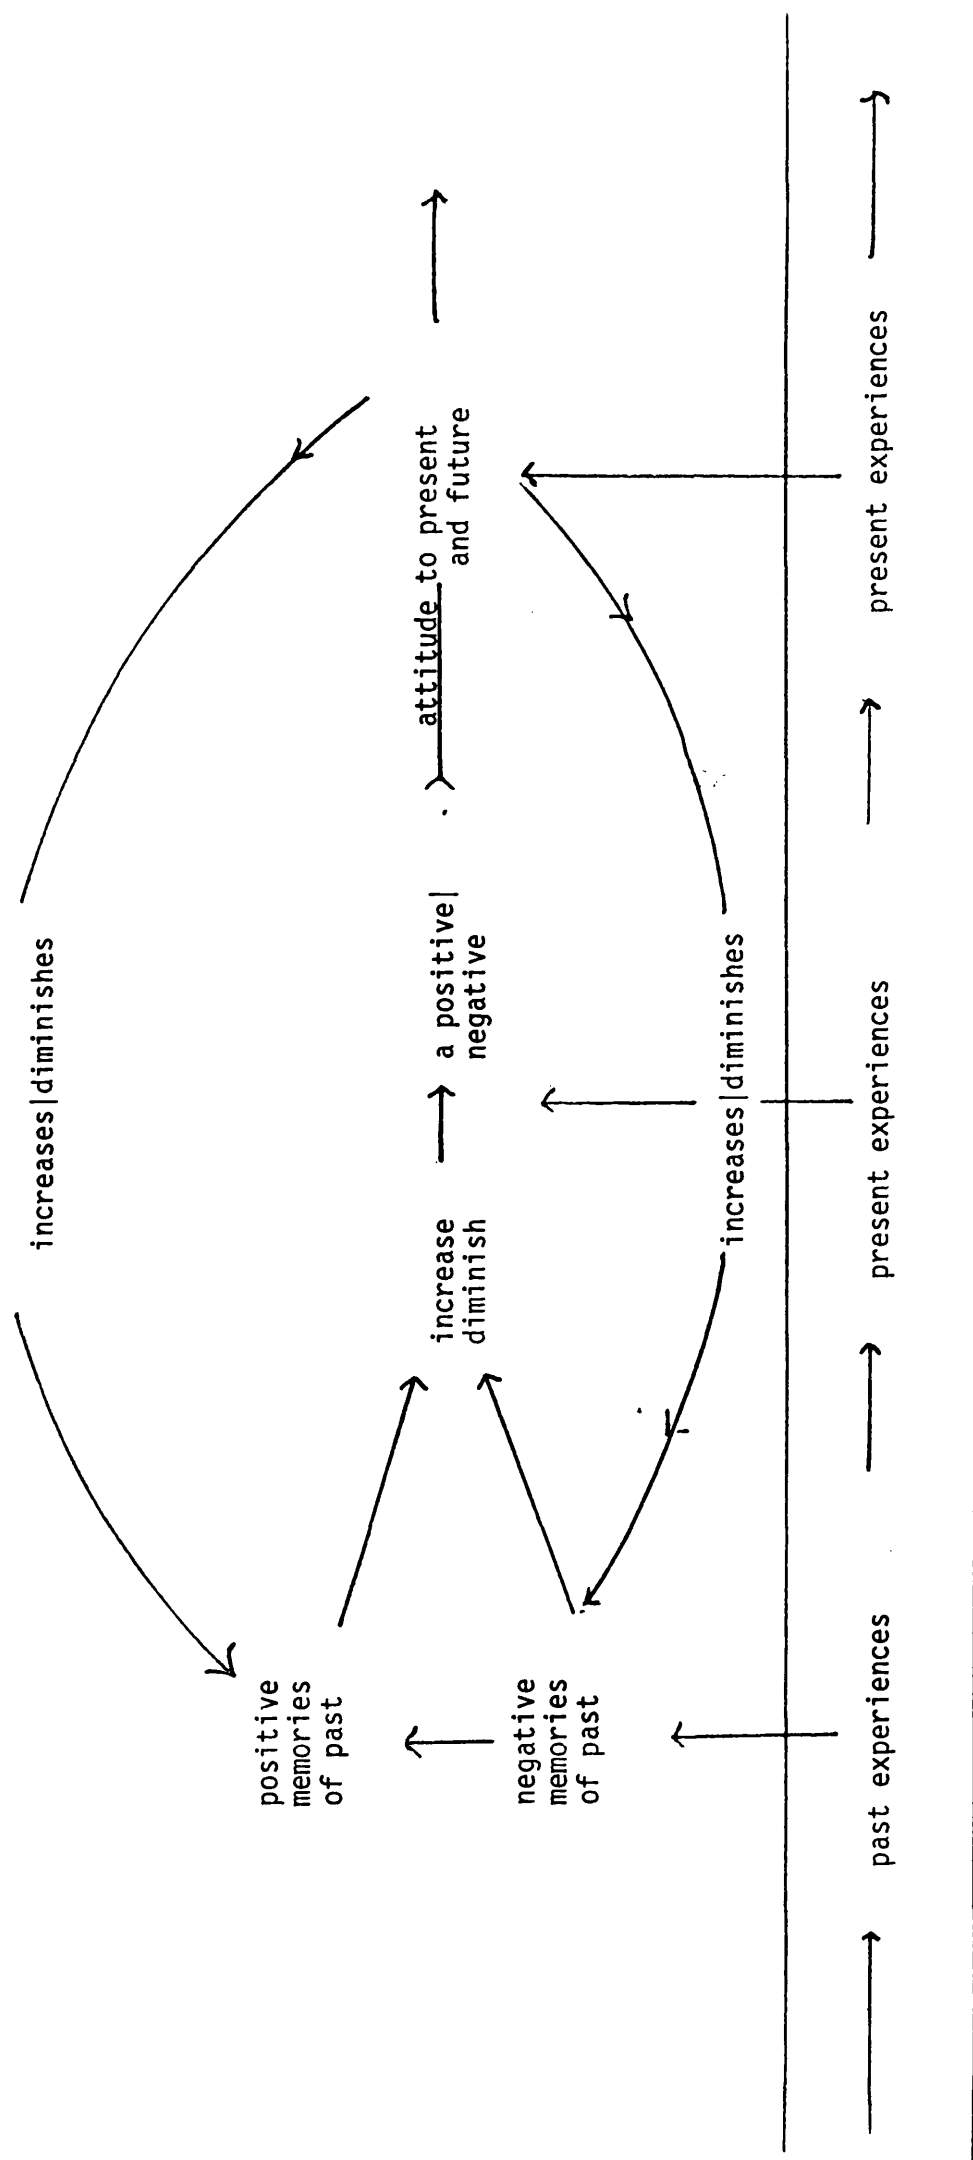 increases|diminishes
positive
memories
of past
increase
diminish
a positive|
negative
attitude to present
and future
negative
memories
of past
increases|diminishes
past experiences
present experiences
present experiences